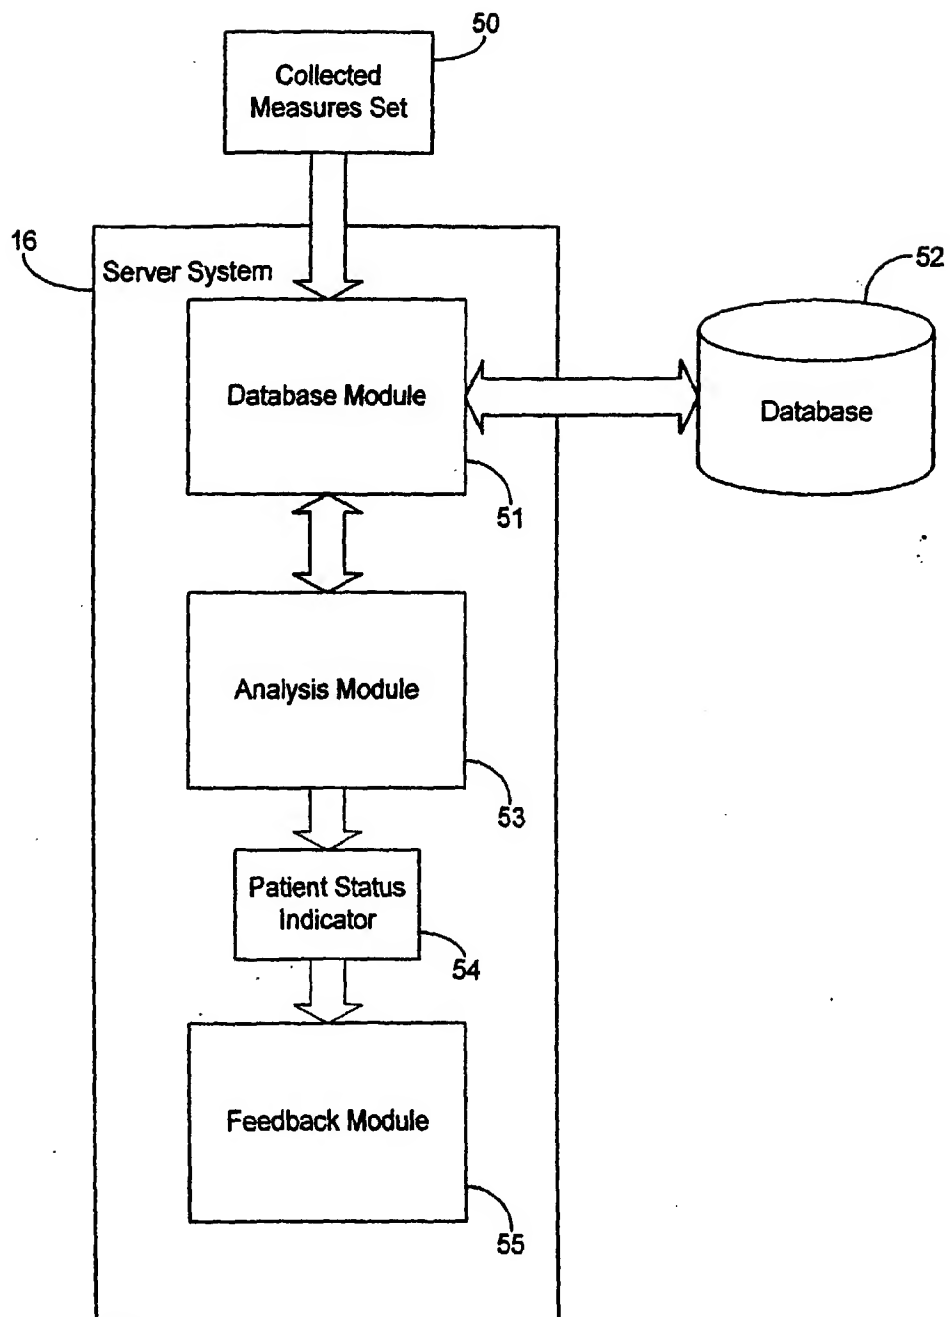 50
Collected
Measures Set
16
Server System
52
Database Module
Database
51
Analysis Module
53
Patient Status
Indicator
54
Feedback Module
55